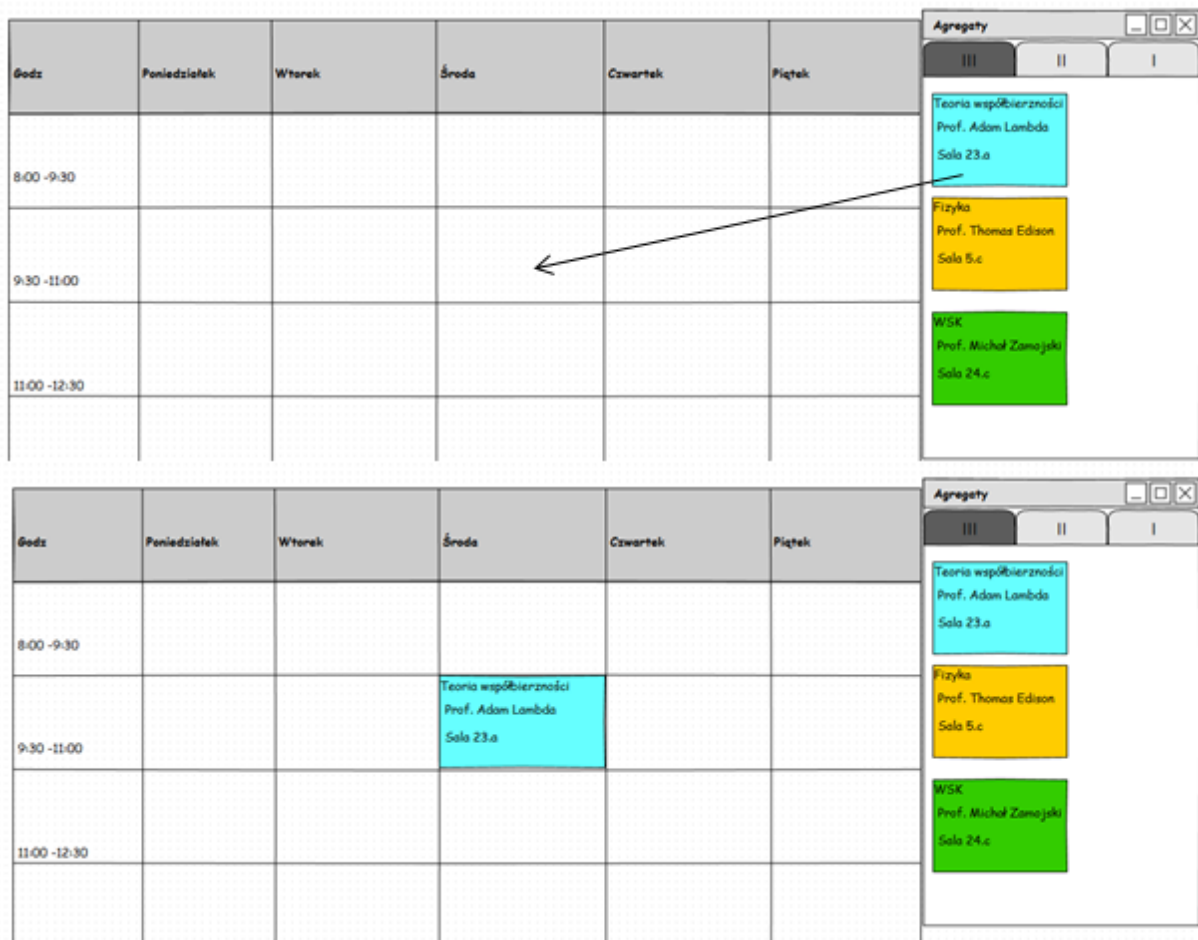 Agregaty
Godz Poniedziałek Wtorek Środa Czwartek Piątek
III II I
Teoria współbierzności
Prof. Adam Lambda
Sala 23.a
8:00 -9:30
Fizyka
Prof. Thomas Edison
Sala 5.c
9:30 -11:00
WSK
Prof. Michał Zamojski
Sala 24.c
11:00 -12:30
Agregaty
Godz Poniedziałek Wtorek Środa Czwartek Piątek
III II I
Teoria współbierzności
Prof. Adam Lambda
Sala 23.a
8:00 -9:30
Teoria współbierzności
Prof. Adam Lambda
Sala 23.a
9:30 -11:00
Fizyka
Prof. Thomas Edison
Sala 5.c
WSK
Prof. Michał Zamojski
Sala 24.c
11:00 -12:30